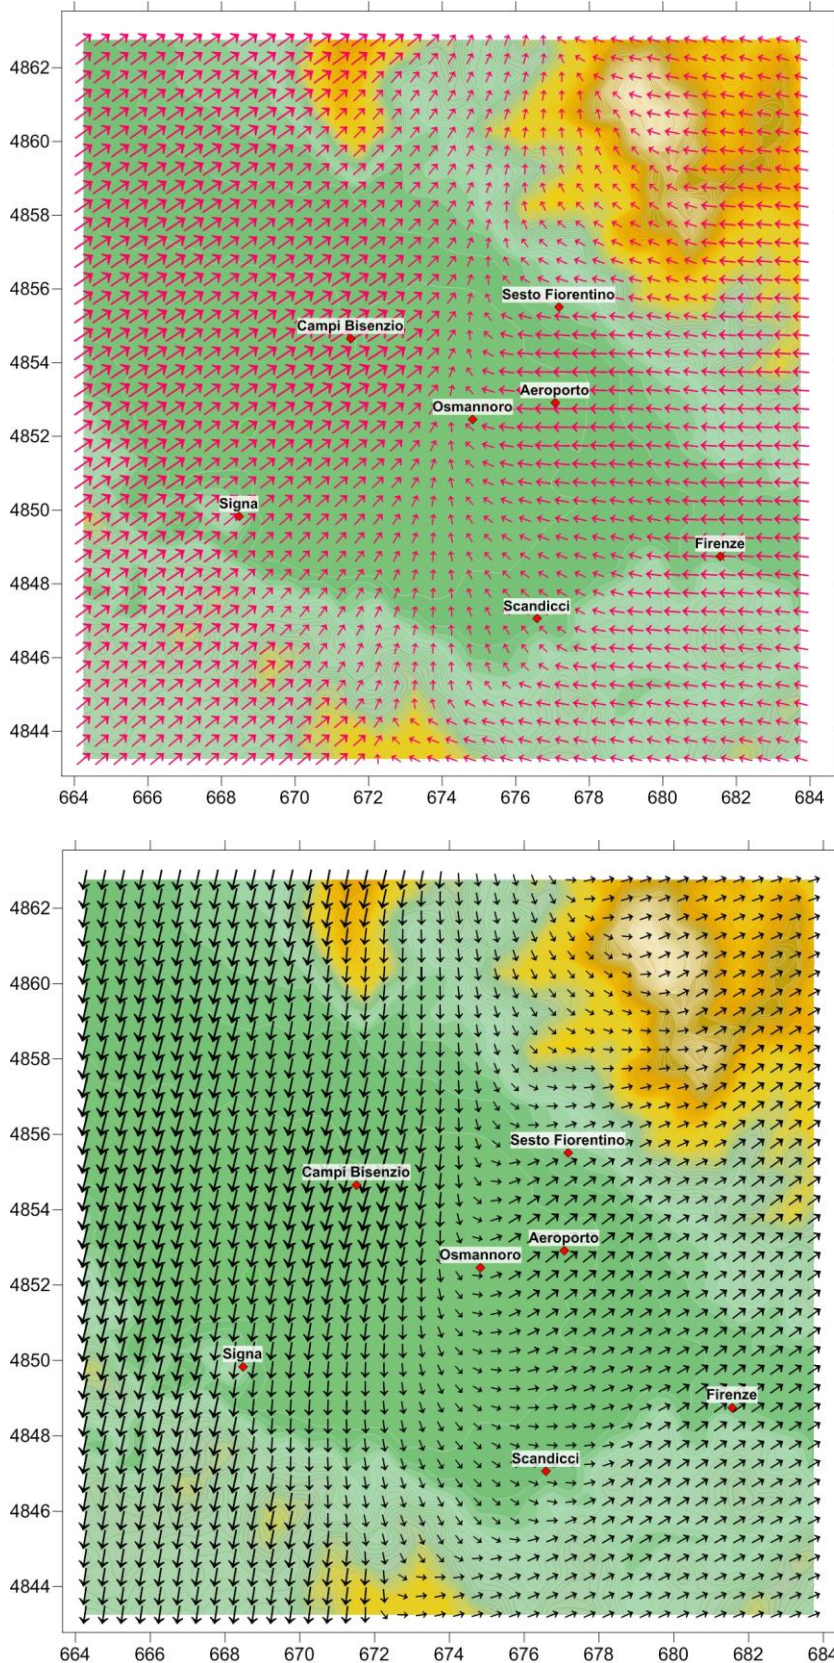 4862
4860
4858
4856
Sesto Fiorentino
Campi Bisenzio
4854
Aeroporto
Osmannoro
4852
4850
Signa
Firenze
4848
Scandicci
4846
4844
664 666 668 670 672 674 676 678 680 682 684
4862
4860
4858
4856
Sesto Fiorentino
Campi Bisenzio
4854
Aeroporto
Osmannoro
4852
4850
Signa
Firenze
4848
Scandicci
4846
4844
664 666 668 670 672 674 676 678 680 682 684